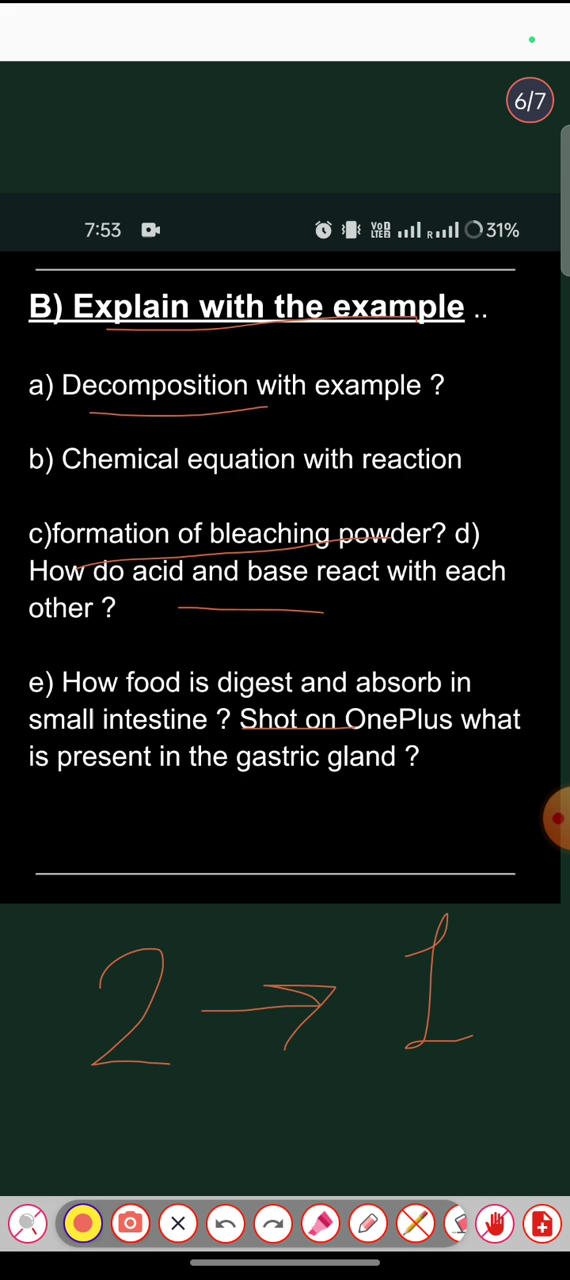 6/7
7:53 VoD LTE R 31%
B) Explain with the example ..
a) Decomposition with example ?
b) Chemical equation with reaction
c)formation of bleaching powder? d)
How do acid and base react with each
other ?
e) How food is digest and absorb in
small intestine ? Shot on OnePlus what
is present in the gastric gland ?
2 → 1